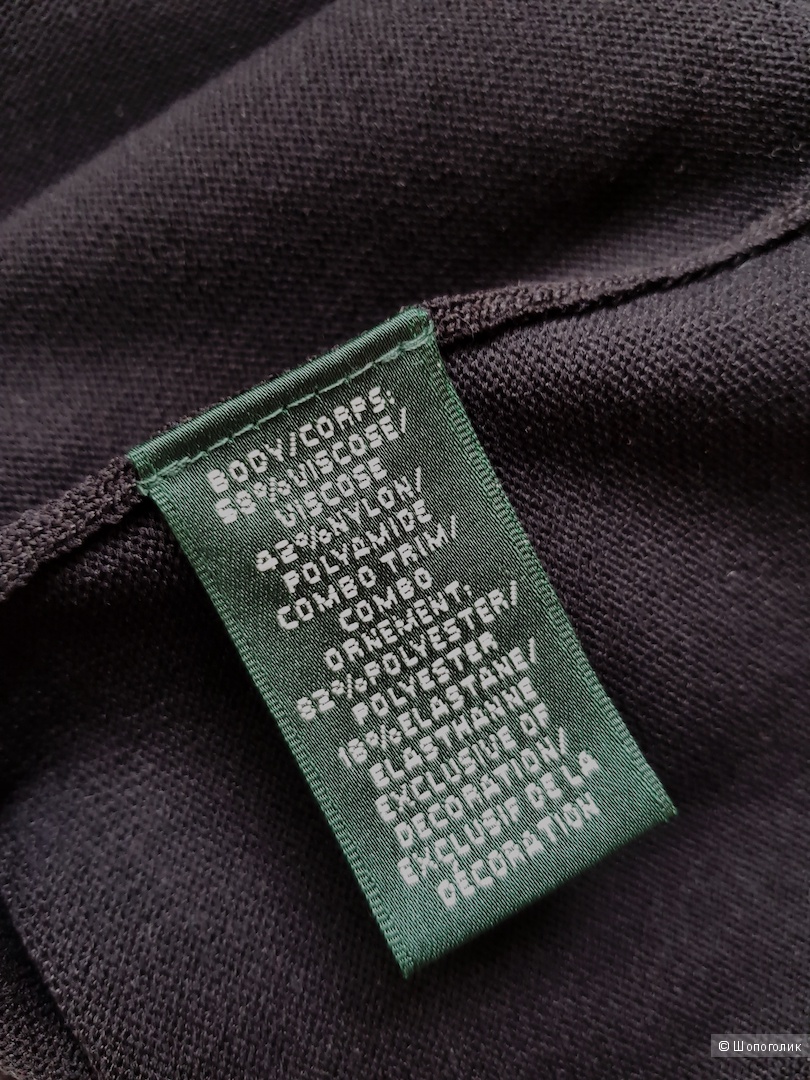 BODY/CORPS:
58%VISCOSE/
VISCOSE
42%NYLON/
POLYAMIDE
COMBO TRIM/
COMBO
ORNEMENT:
82%POLYESTER/
POLYESTER
18%ELASTANE/
ELASTHANNE
EXCLUSIVE OF
DECORATION/
EXCLUSIF DE LA
DÉCORATION
© Шопоголик